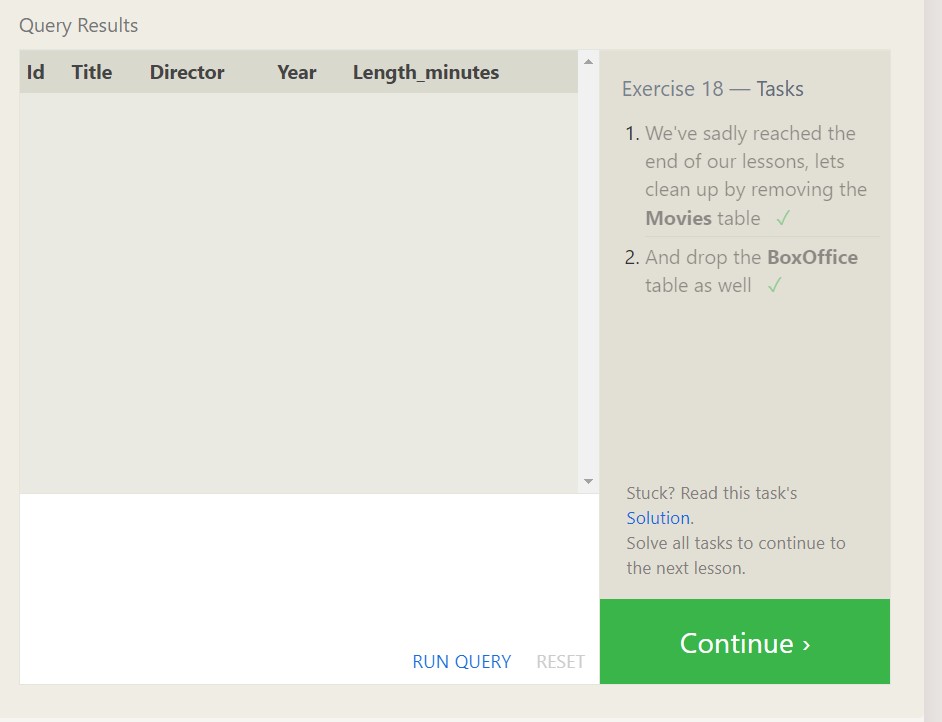 Query Results
Id Title Director Year Length_minutes
Exercise 18 — Tasks
1. We've sadly reached the
end of our lessons, lets
clean up by removing the
Movies table ✓
2. And drop the BoxOffice
table as well ✓
Stuck? Read this task's
Solution.
Solve all tasks to continue to
the next lesson.
RUN QUERY RESET
Continue ›